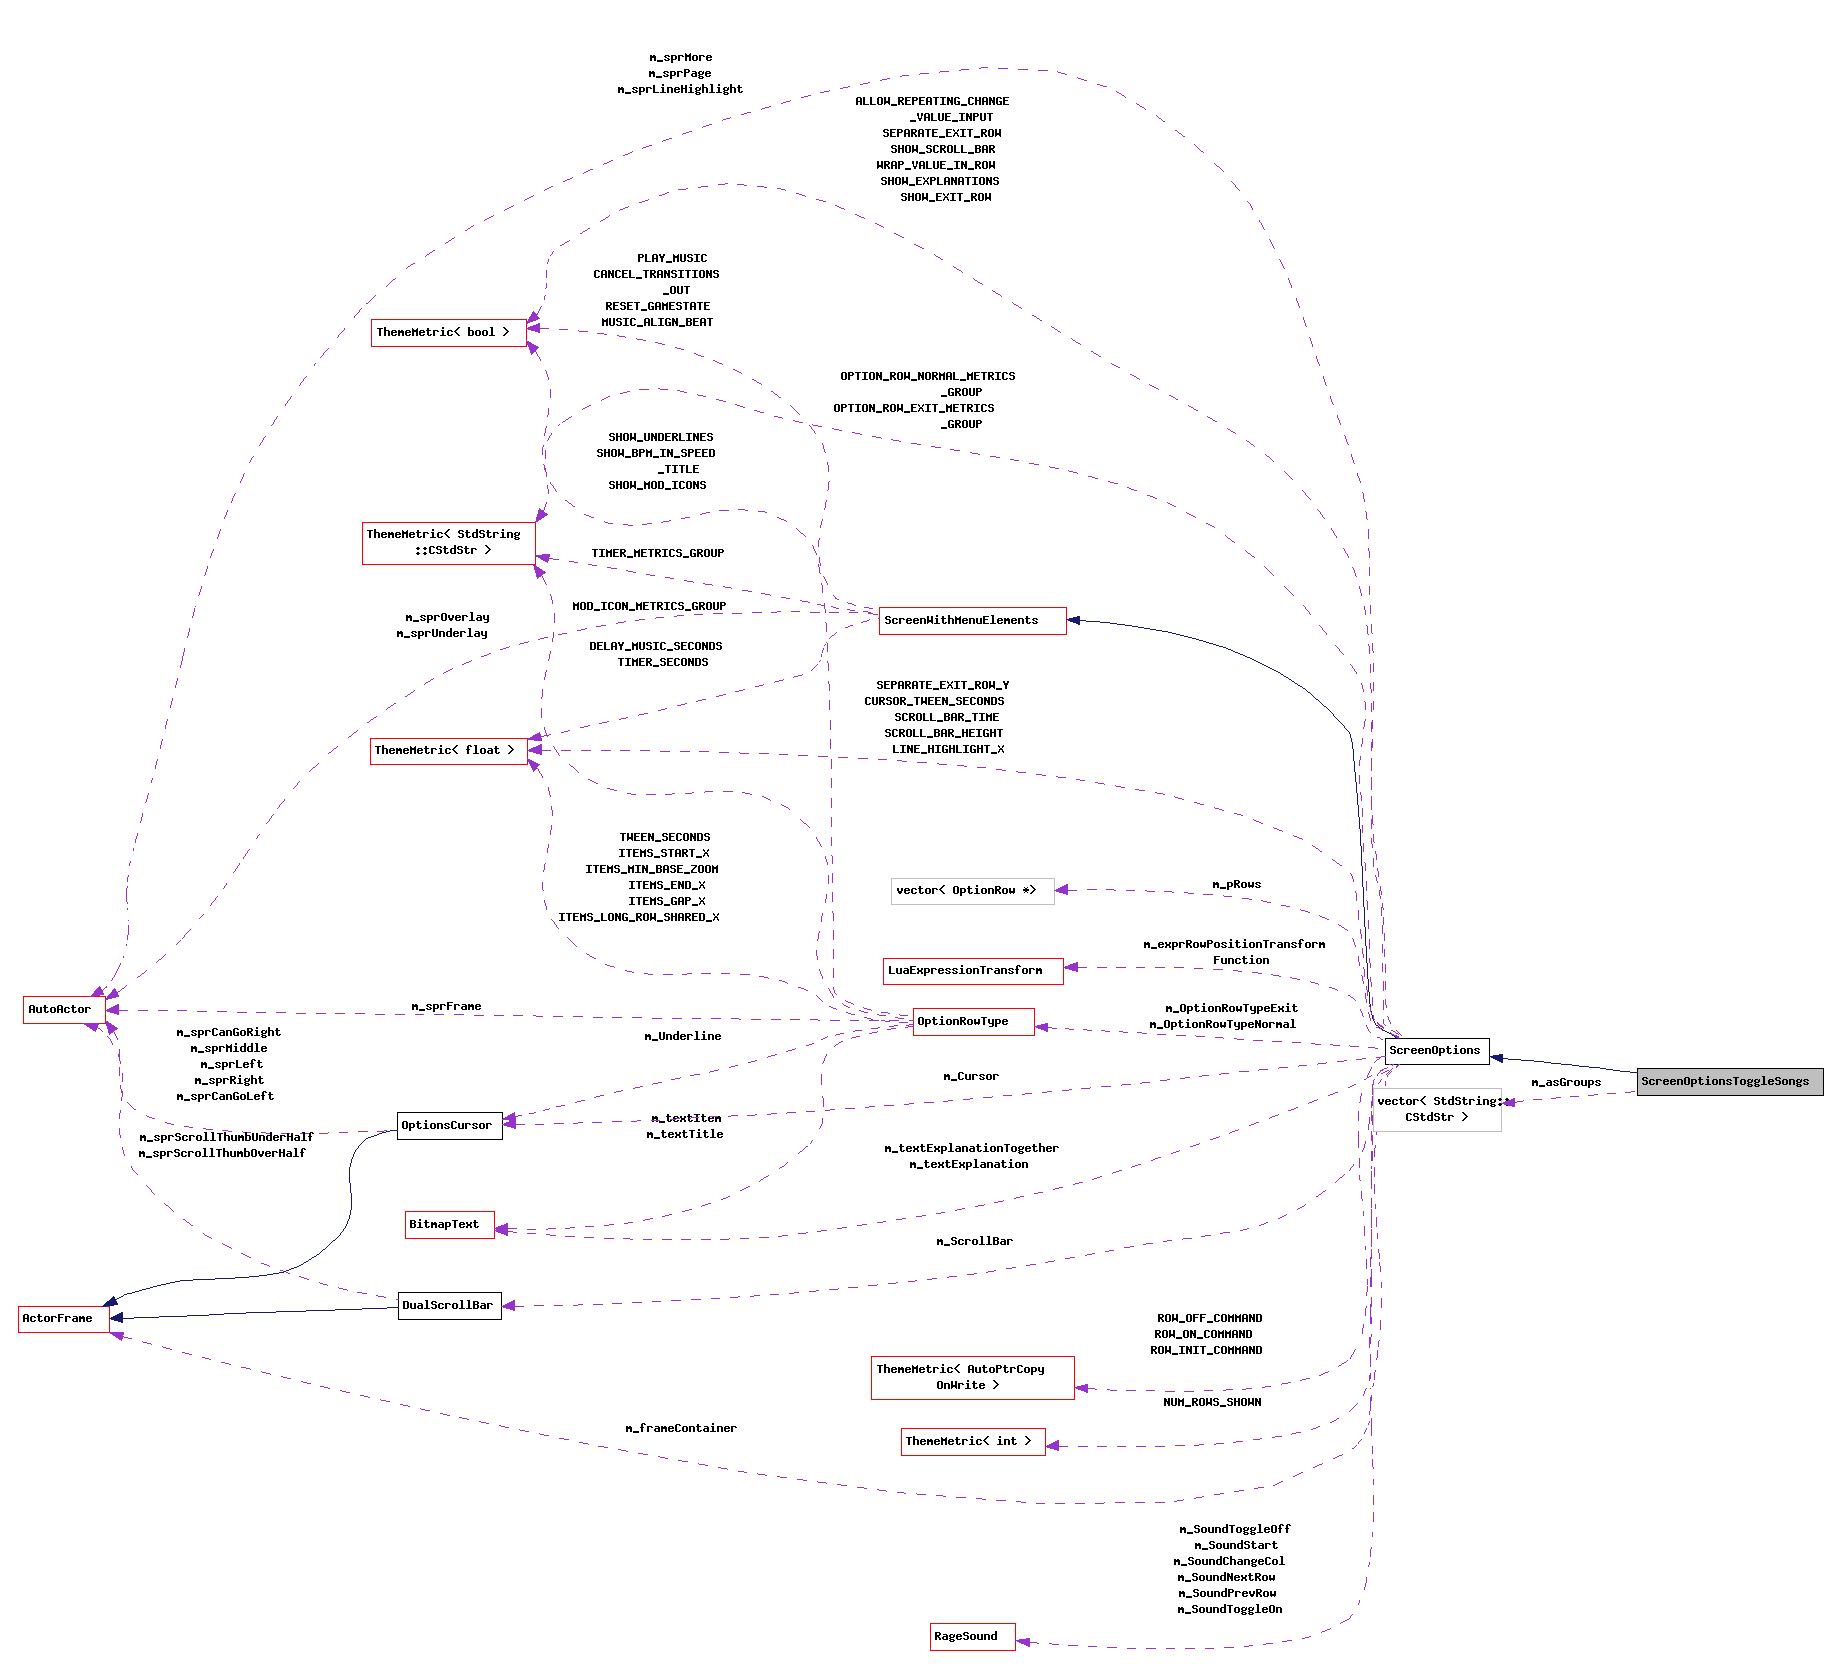 m_sprMore
m_sprPage
m_sprLineHighlight
ALLOW_REPEATING_CHANGE
_VALUE_INPUT
SEPARATE_EXIT_ROW
SHOW_SCROLL_BAR
WRAP_VALUE_IN_ROW
SHOW_EXPLANATIONS
SHOW_EXIT_ROW
PLAY_MUSIC
CANCEL_TRANSITIONS
_OUT
RESET_GAMESTATE
MUSIC_ALIGN_BEAT
ThemeMetric< bool >
OPTION_ROW_NORMAL_METRICS
_GROUP
OPTION_ROW_EXIT_METRICS
_GROUP
SHOW_UNDERLINES
SHOW_BPM_IN_SPEED
_TITLE
SHOW_MOD_ICONS
ThemeMetric< StdString
::CStdStr >
TIMER_METRICS_GROUP
MOD_ICON_METRICS_GROUP
m_sprOverlay
m_sprUnderlay
ScreenWithMenuElements
DELAY_MUSIC_SECONDS
TIMER_SECONDS
SEPARATE_EXIT_ROW_Y
CURSOR_TWEEN_SECONDS
SCROLL_BAR_TIME
SCROLL_BAR_HEIGHT
LINE_HIGHLIGHT_X
ThemeMetric< float >
TWEEN_SECONDS
ITEMS_START_X
ITEMS_MIN_BASE_ZOOM
ITEMS_END_X
ITEMS_GAP_X
ITEMS_LONG_ROW_SHARED_X
vector< OptionRow *>
m_pRows
m_exprRowPositionTransform
Function
LuaExpressionTransform
AutoActor
m_sprFrame
OptionRowType
m_OptionRowTypeExit
m_OptionRowTypeNormal
m_sprCanGoRight
m_sprMiddle
m_sprLeft
m_sprRight
m_sprCanGoLeft
m_Underline
ScreenOptions
m_Cursor
m_asGroups
ScreenOptionsToggleSongs
vector< StdString::
CStdStr >
OptionsCursor
m_textItem
m_textTitle
m_sprScrollThumbUnderHalf
m_sprScrollThumbOverHalf
m_textExplanationTogether
m_textExplanation
BitmapText
m_ScrollBar
DualScrollBar
ActorFrame
ROW_OFF_COMMAND
ROW_ON_COMMAND
ROW_INIT_COMMAND
ThemeMetric< AutoPtrCopy
OnWrite >
NUM_ROWS_SHOWN
m_frameContainer
ThemeMetric< int >
m_SoundToggleOff
m_SoundStart
m_SoundChangeCol
m_SoundNextRow
m_SoundPrevRow
m_SoundToggleOn
RageSound